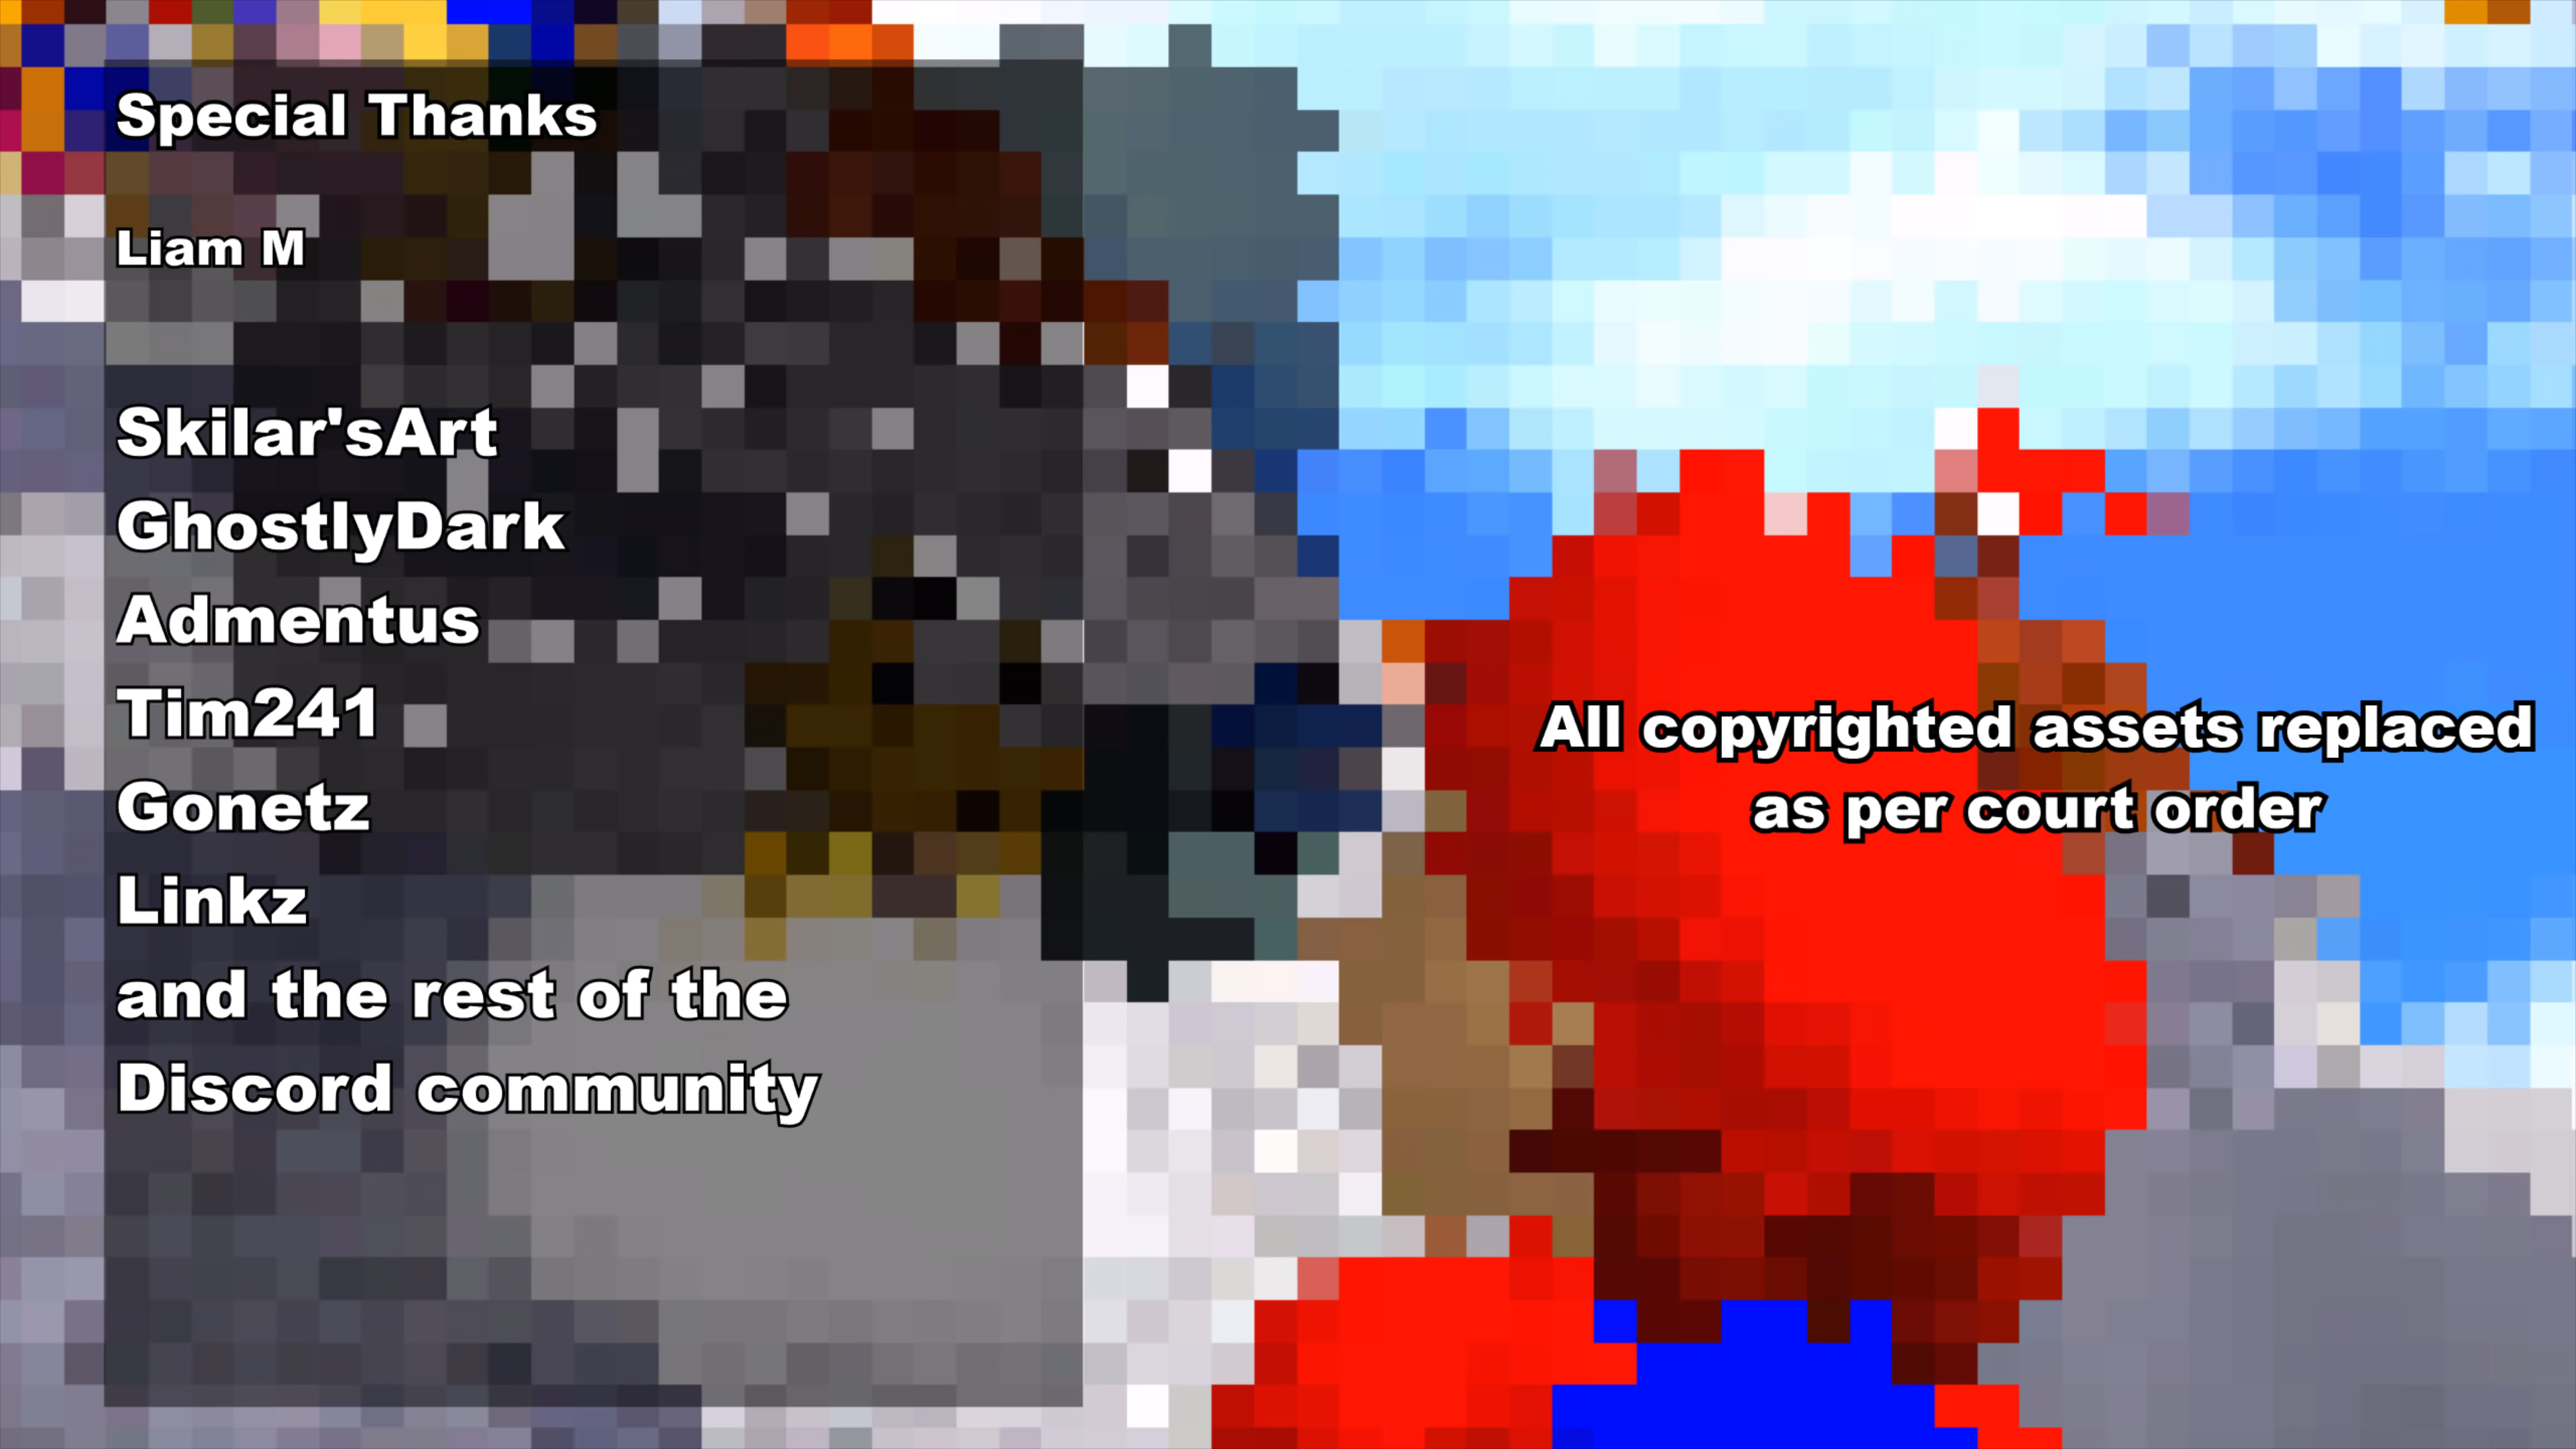 Special Thanks
Liam M
Skilar'sArt
GhostlyDark
Admentus
Tim241
Gonetz
Linkz
and the rest of the
Discord community
All copyrighted assets replaced
as per court order